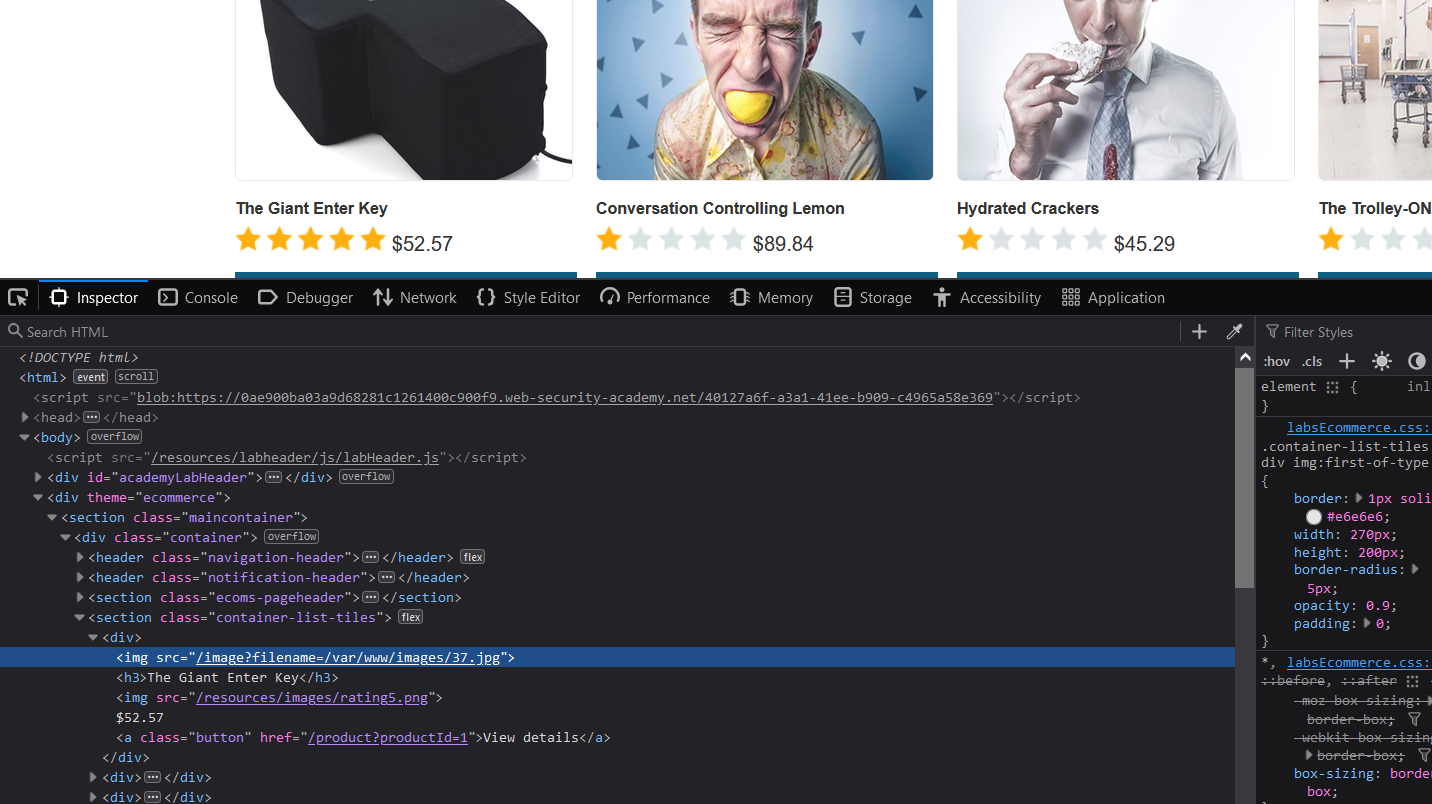 The Giant Enter Key
$52.57
Conversation Controlling Lemon
$89.84
Hydrated Crackers
$45.29
The Trolley-ON
Inspector
Console
Debugger
Network
Style Editor
Performance
Memory
Storage
Accessibility
Application
Search HTML
<!DOCTYPE html>
<html> event scroll
<script src="blob:https://0ae900ba03a9d68281c1261400c900f9.web-security-academy.net/40127a6f-a3a1-41ee-b909-c4965a58e369"></script>
<head> </head>
<body> overflow
<script src="/resources/labheader/js/labHeader.js"></script>
<div id="academyLabHeader"> </div> overflow
<div theme="ecommerce">
<section class="maincontainer">
<div class="container"> overflow
<header class="navigation-header"> </header> flex
<header class="notification-header"> </header>
<section class="ecoms-pageheader"> </section>
<section class="container-list-tiles"> flex
<div>
<img src="/image?filename=/var/www/images/37.jpg">
<h3>The Giant Enter Key</h3>
<img src="/resources/images/rating5.png">
$52.57
<a class="button" href="/product?productId=1">View details</a>
</div>
<div> </div>
<div> </div>
Filter Styles
:hov .cls
element { inl
}
labsEcommerce.css:
.container-list-tiles
div img:first-of-type
{
border: 1px soli
#e6e6e6;
width: 270px;
height: 200px;
border-radius:
5px;
opacity: 0.9;
padding: 0;
}
*, labsEcommerce.css:
::before, ::after
-moz-box-sizing:
border-box;
-webkit-box-sizing
border-box;
box-sizing: border
box;